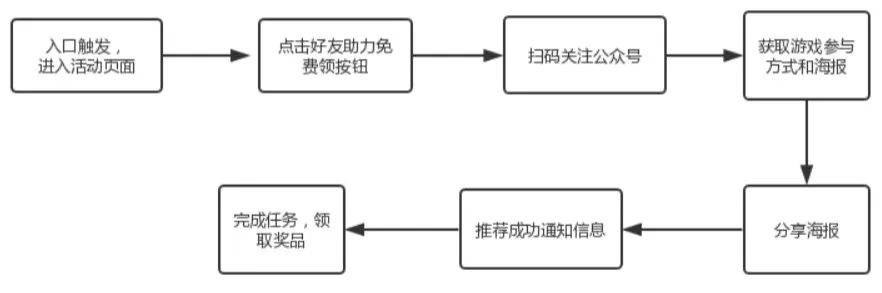 入口触发，
进入活动页面
点击好友助力免
费领按钮
扫码关注公众号
获取游戏参与
方式和海报
分享海报
推荐成功通知信息
完成任务，领
取奖品